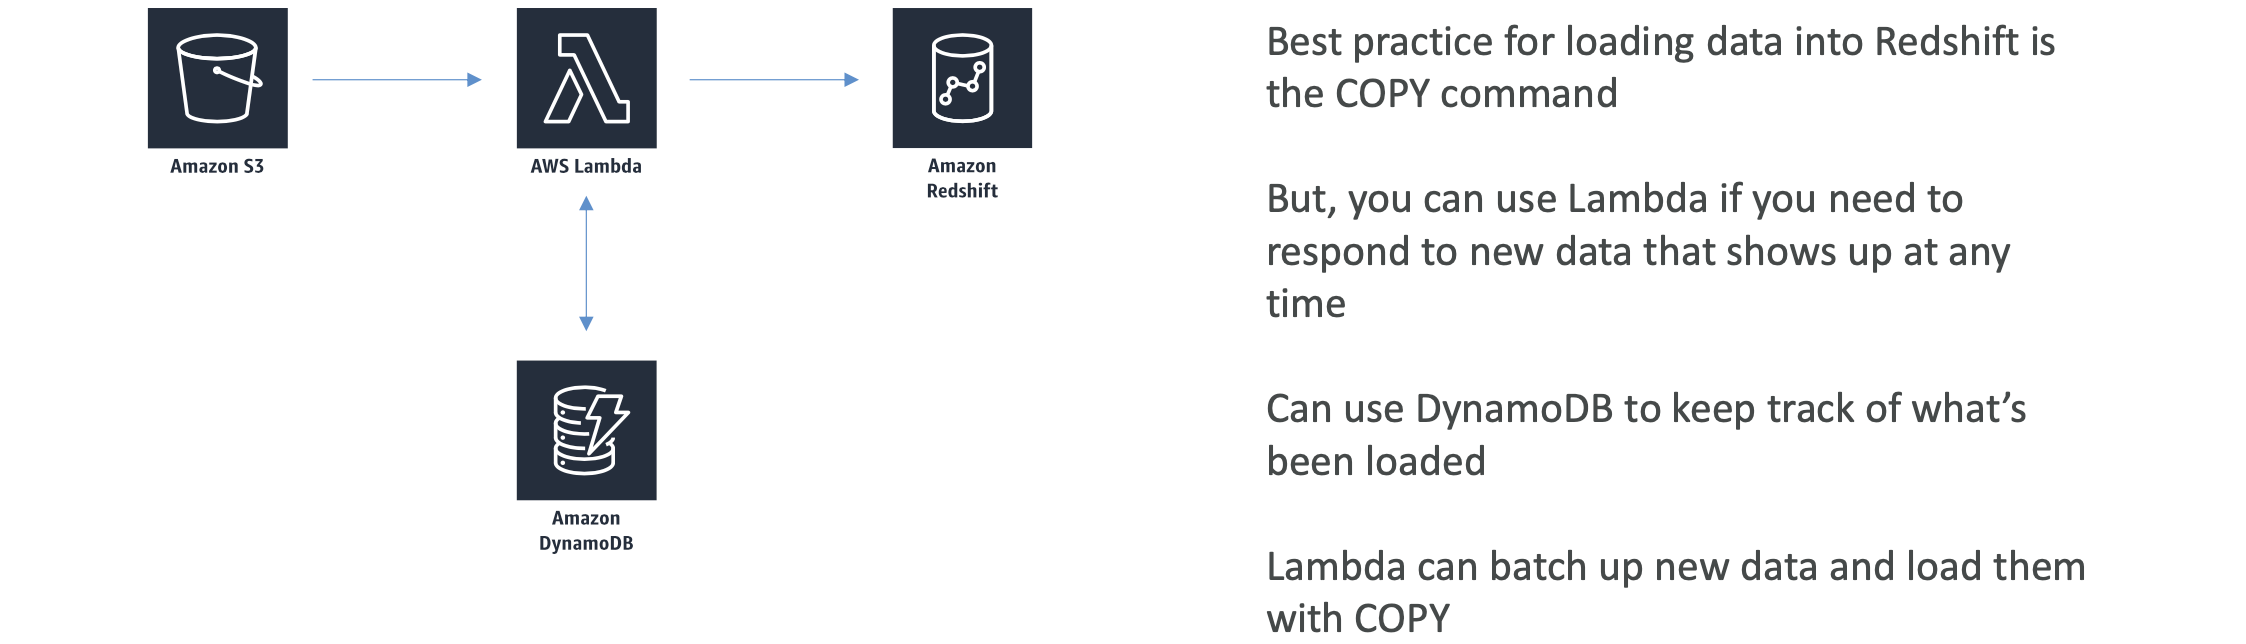 Amazon S3
AWS Lambda
Amazon
Redshift
Amazon
DynamoDB
Best practice for loading data into Redshift is
the COPY command
But, you can use Lambda if you need to
respond to new data that shows up at any
time
Can use DynamoDB to keep track of what’s
been loaded
Lambda can batch up new data and load them
with COPY